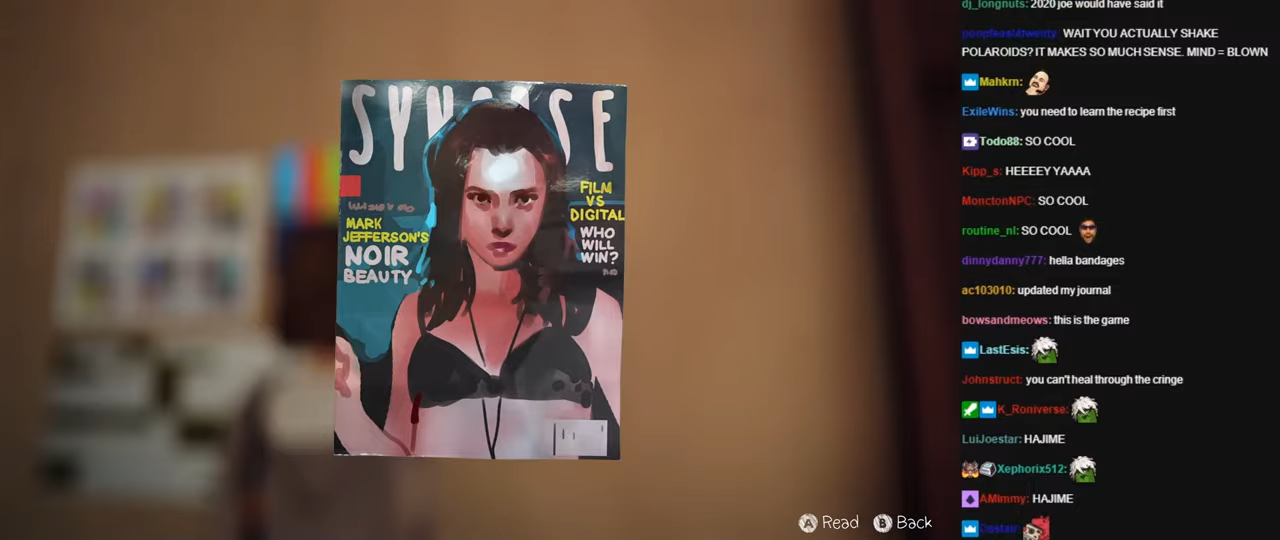 SYN
SE
FILM
VS
DIGITAL
WHO
WILL
WIN?
MARK
JEFFERSON'S
NOIR
BEAUTY
A Read B Back
dj_longnuts: 2020 joe would have said it
WAIT YOU ACTUALLY SHAKE
POLAROIDS? IT MAKES SO MUCH SENSE. MIND = BLOWN
Mahkrn:
ExileWins: you need to learn the recipe first
Todo88: SO COOL
Kipp_s: HEEEEY YAAAA
MonctonNPC: SO COOL
routine_nl: SO COOL
dinnydanny777: hella bandages
ac103010: updated my journal
bowsandmeows: this is the game
LastEsis:
Johnstruct: you can't heal through the cringe
K_Roniverse:
LuiJoestar: HAJIME
Xephorix512:
AMimmy: HAJIME